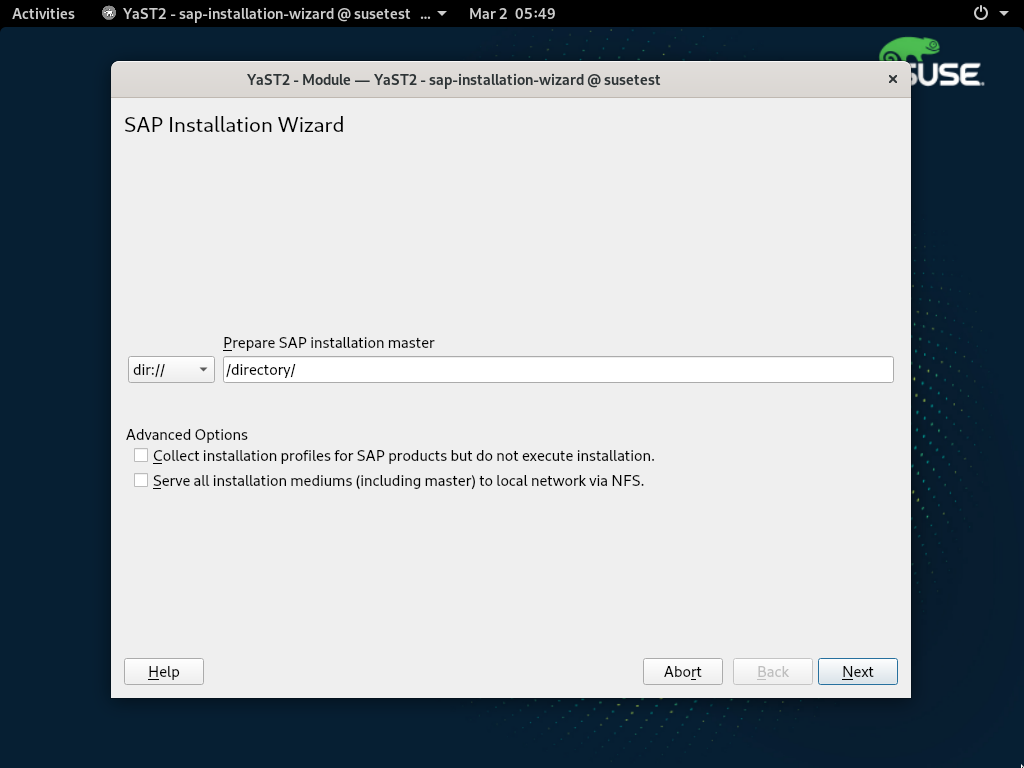 Activities YaST2 - sap-installation-wizard @ susetest ... Mar 2 05:49
SUSE.
YaST2 - Module — YaST2 - sap-installation-wizard @ susetest
SAP Installation Wizard
Prepare SAP installation master
dir:// /directory/
Advanced Options
Collect installation profiles for SAP products but do not execute installation.
Serve all installation mediums (including master) to local network via NFS.
Help Abort Back Next